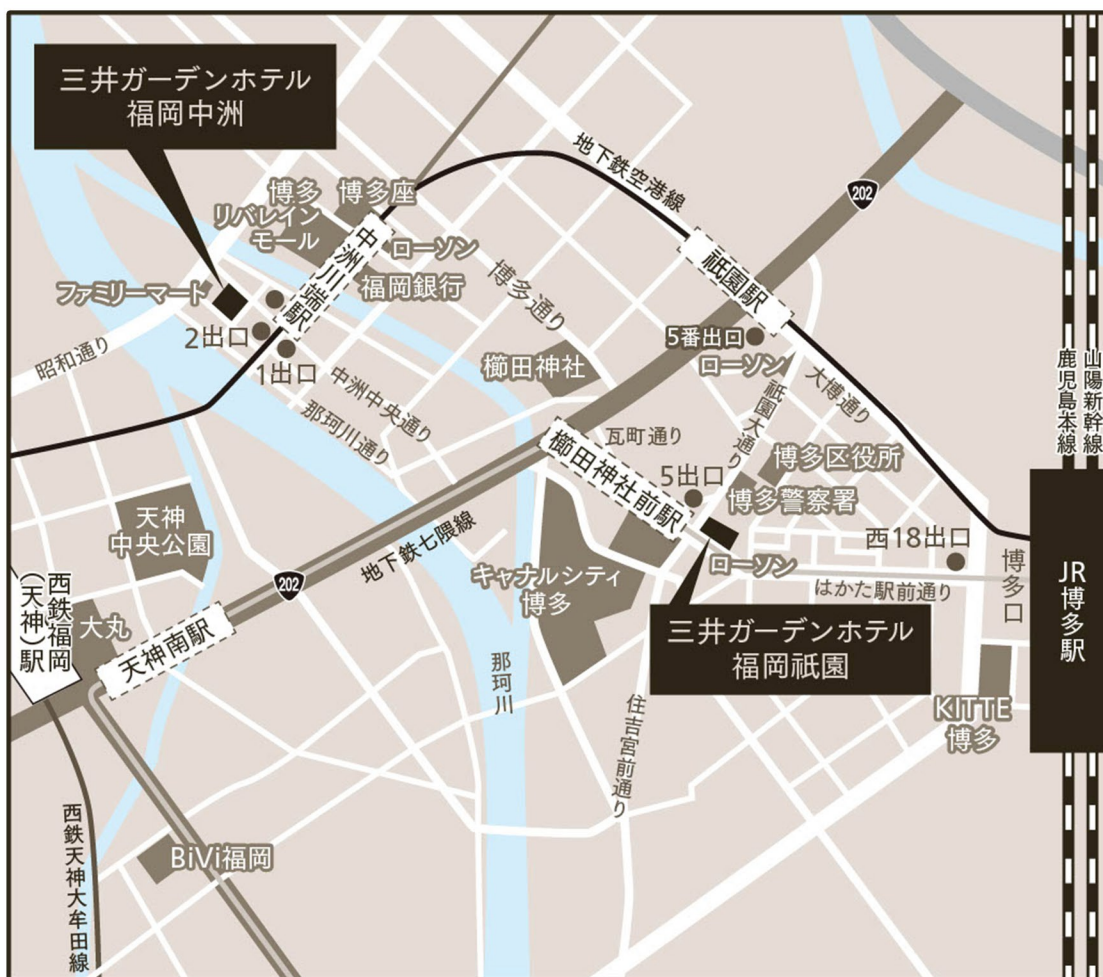 三井ガーデンホテル
福岡中洲
202
地下鉄空港線
博多
リバレイン
モール
博多座
中洲川端駅
ローソン
福岡銀行
博多通り
祇園駅
ファミリーマート
2出口
1出口
昭和通り
中洲中央通り
那珂川通り
櫛田神社
5番出口
ローソン
祇園大通り
大博通り
鹿児島本線
山陽新幹線
瓦町通り
櫛田神社前駅
5出口
博多区役所
博多警察署
天神
中央公園
地下鉄七隈線
202
キャナルシティ
博多
ローソン
西18出口
はかた駅前通り
博多口
JR博多駅
西鉄福岡
(天神)駅
大丸
天神南駅
三井ガーデンホテル
福岡祇園
那珂川
住吉宮前通り
KITTE
博多
西鉄天神大牟田線
BiVi福岡